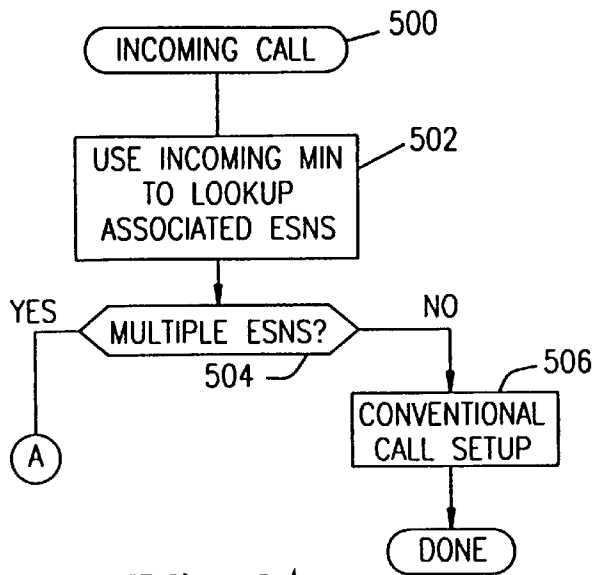 INCOMING CALL
500
USE INCOMING MIN
TO LOOKUP
ASSOCIATED ESNS
502
YES
MULTIPLE ESNS?
NO
504
506
A
CONVENTIONAL
CALL SETUP
DONE